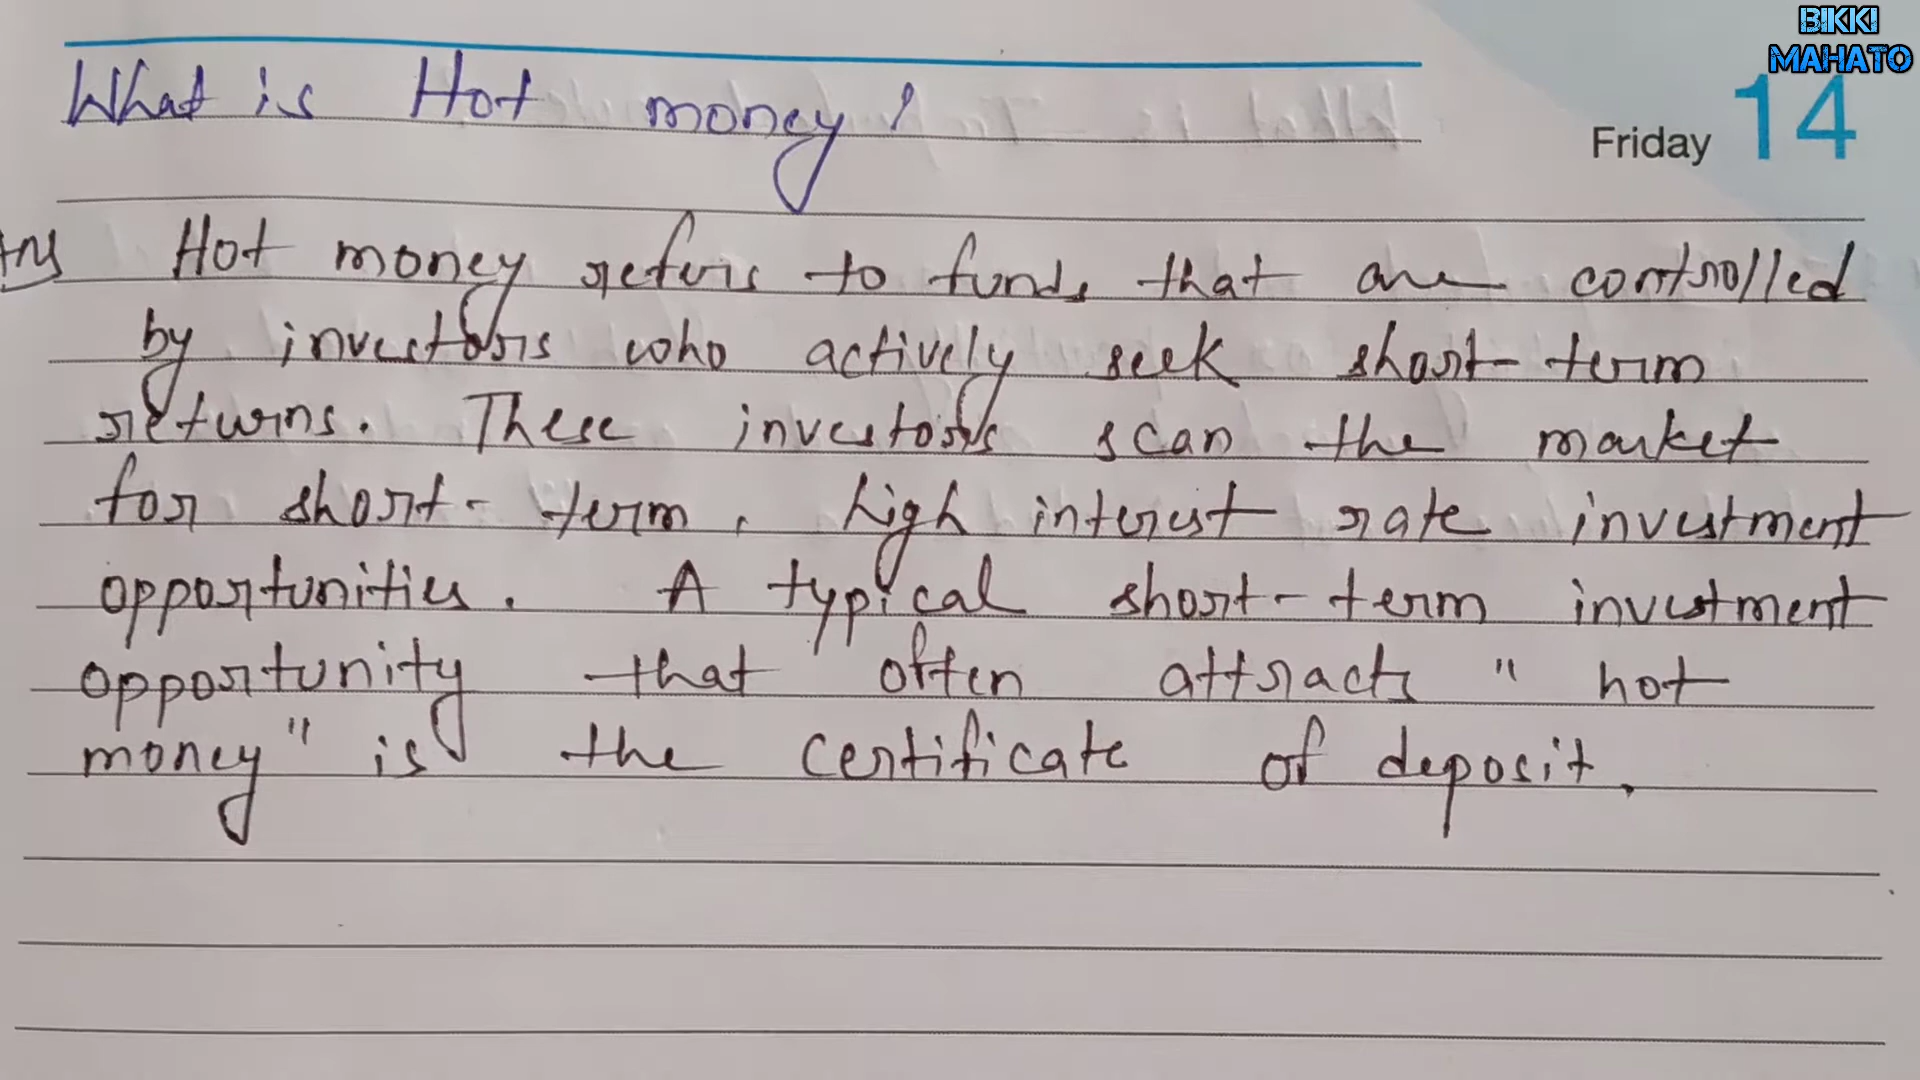 BIKKI
MAHATO
What is Hot money?
Friday 14
Ans Hot money refers to funds that are controlled
by investors who actively seek short-term
returns. These investors scan the market
for short-term, high interest rate investment
opportunities. A typical short-term investment
opportunity that often attracts "hot
money" is the certificate of deposit.